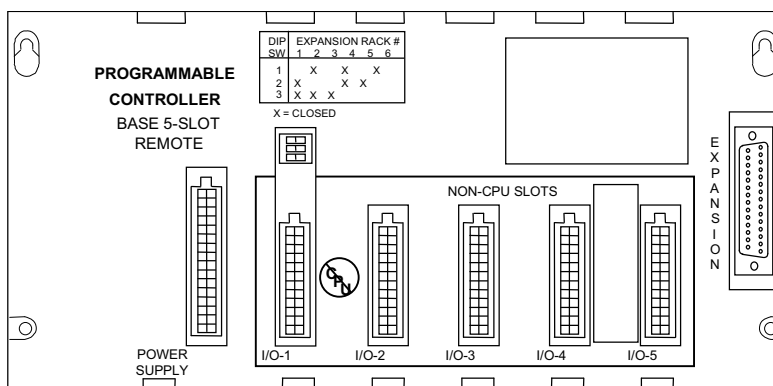 DIP EXPANSION RACK #
SW 1 2 3 4 5 6
1 X X X
2 X X X
3 X X X
X = CLOSED
PROGRAMMABLE
CONTROLLER
BASE 5-SLOT
REMOTE
EXPANSION
NON-CPU SLOTS
CPU
I/O-1
I/O-2
I/O-3
I/O-4
I/O-5
POWER
SUPPLY